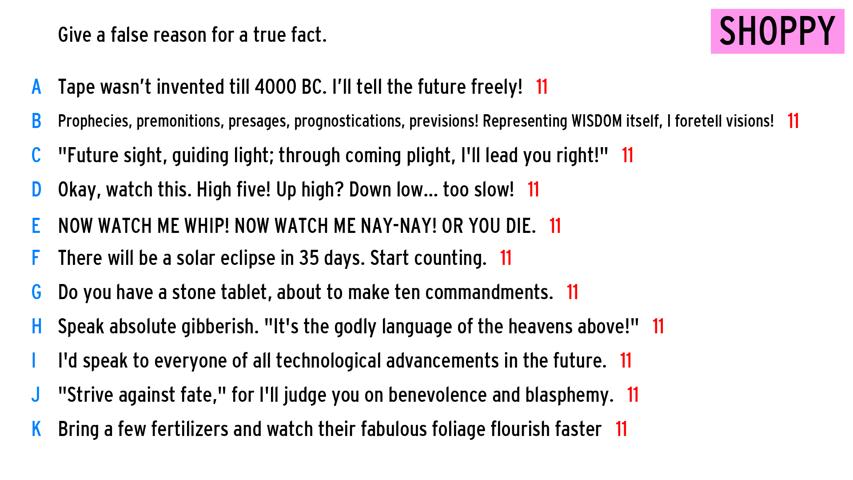 SHOPPY
Give a false reason for a true fact.
A Tape wasn't invented till 4000 BC. I'll tell the future freely! 11
B Prophecies, premonitions, presages, prognostications, previsions! Representing WISDOM itself, I foretell visions! 11
C "Future sight, guiding light; through coming plight, I'll lead you right!" 11
D Okay, watch this. High five! Up high? Down low... too slow! 11
E NOW WATCH ME WHIP! NOW WATCH ME NAY-NAY! OR YOU DIE. 11
F There will be a solar eclipse in 35 days. Start counting. 11
G Do you have a stone tablet, about to make ten commandments. 11
H Speak absolute gibberish. "It's the godly language of the heavens above!" 11
I I'd speak to everyone of all technological advancements in the future. 11
J "Strive against fate," for I'll judge you on benevolence and blasphemy. 11
K Bring a few fertilizers and watch their fabulous foliage flourish faster 11